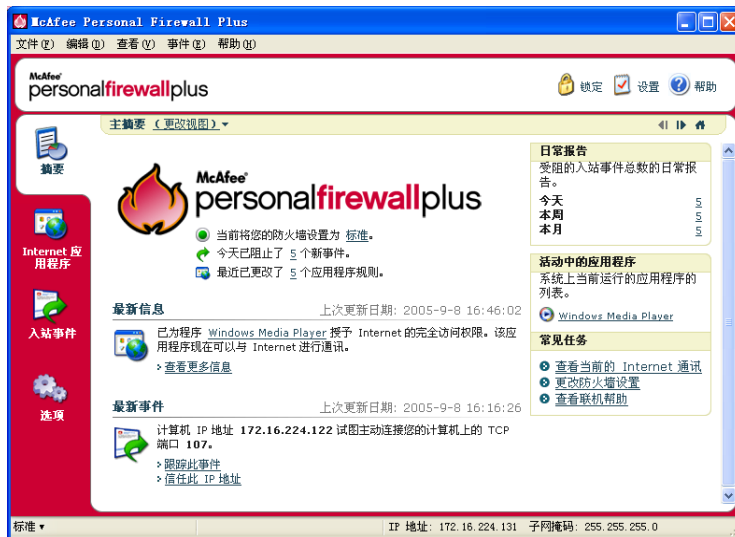 McAfee Personal Firewall Plus
文件(F) 编辑(D) 查看(V) 事件(E) 帮助(H)
McAfee®
personalfirewallplus
锁定 设置 帮助
主摘要 (更改视图)
摘要
Internet 应
用程序
入站事件
选项
McAfee®
personalfirewallplus
当前将您的防火墙设置为 标准。
今天已阻止了 5 个新事件。
最近已更改了 5 个应用程序规则。
最新信息 上次更新日期: 2005-9-8 16:46:02
已为程序 Windows Media Player 授予 Internet 的完全访问权限。该应
用程序现在可以与 Internet 进行通讯。
查看更多信息
最新事件 上次更新日期: 2005-9-8 16:16:26
计算机 IP 地址 172.16.224.122 试图主动连接您的计算机上的 TCP
端口 107。
跟踪此事件
信任此 IP 地址
日常报告
受阻的入站事件总数的日常报
告。
今天 5
本周 5
本月 5
活动中的应用程序
系统上当前运行的应用程序的
列表。
Windows Media Player
常见任务
查看当前的 Internet 通讯
更改防火墙设置
查看联机帮助
标准
IP 地址: 172.16.224.131 子网掩码: 255.255.255.0